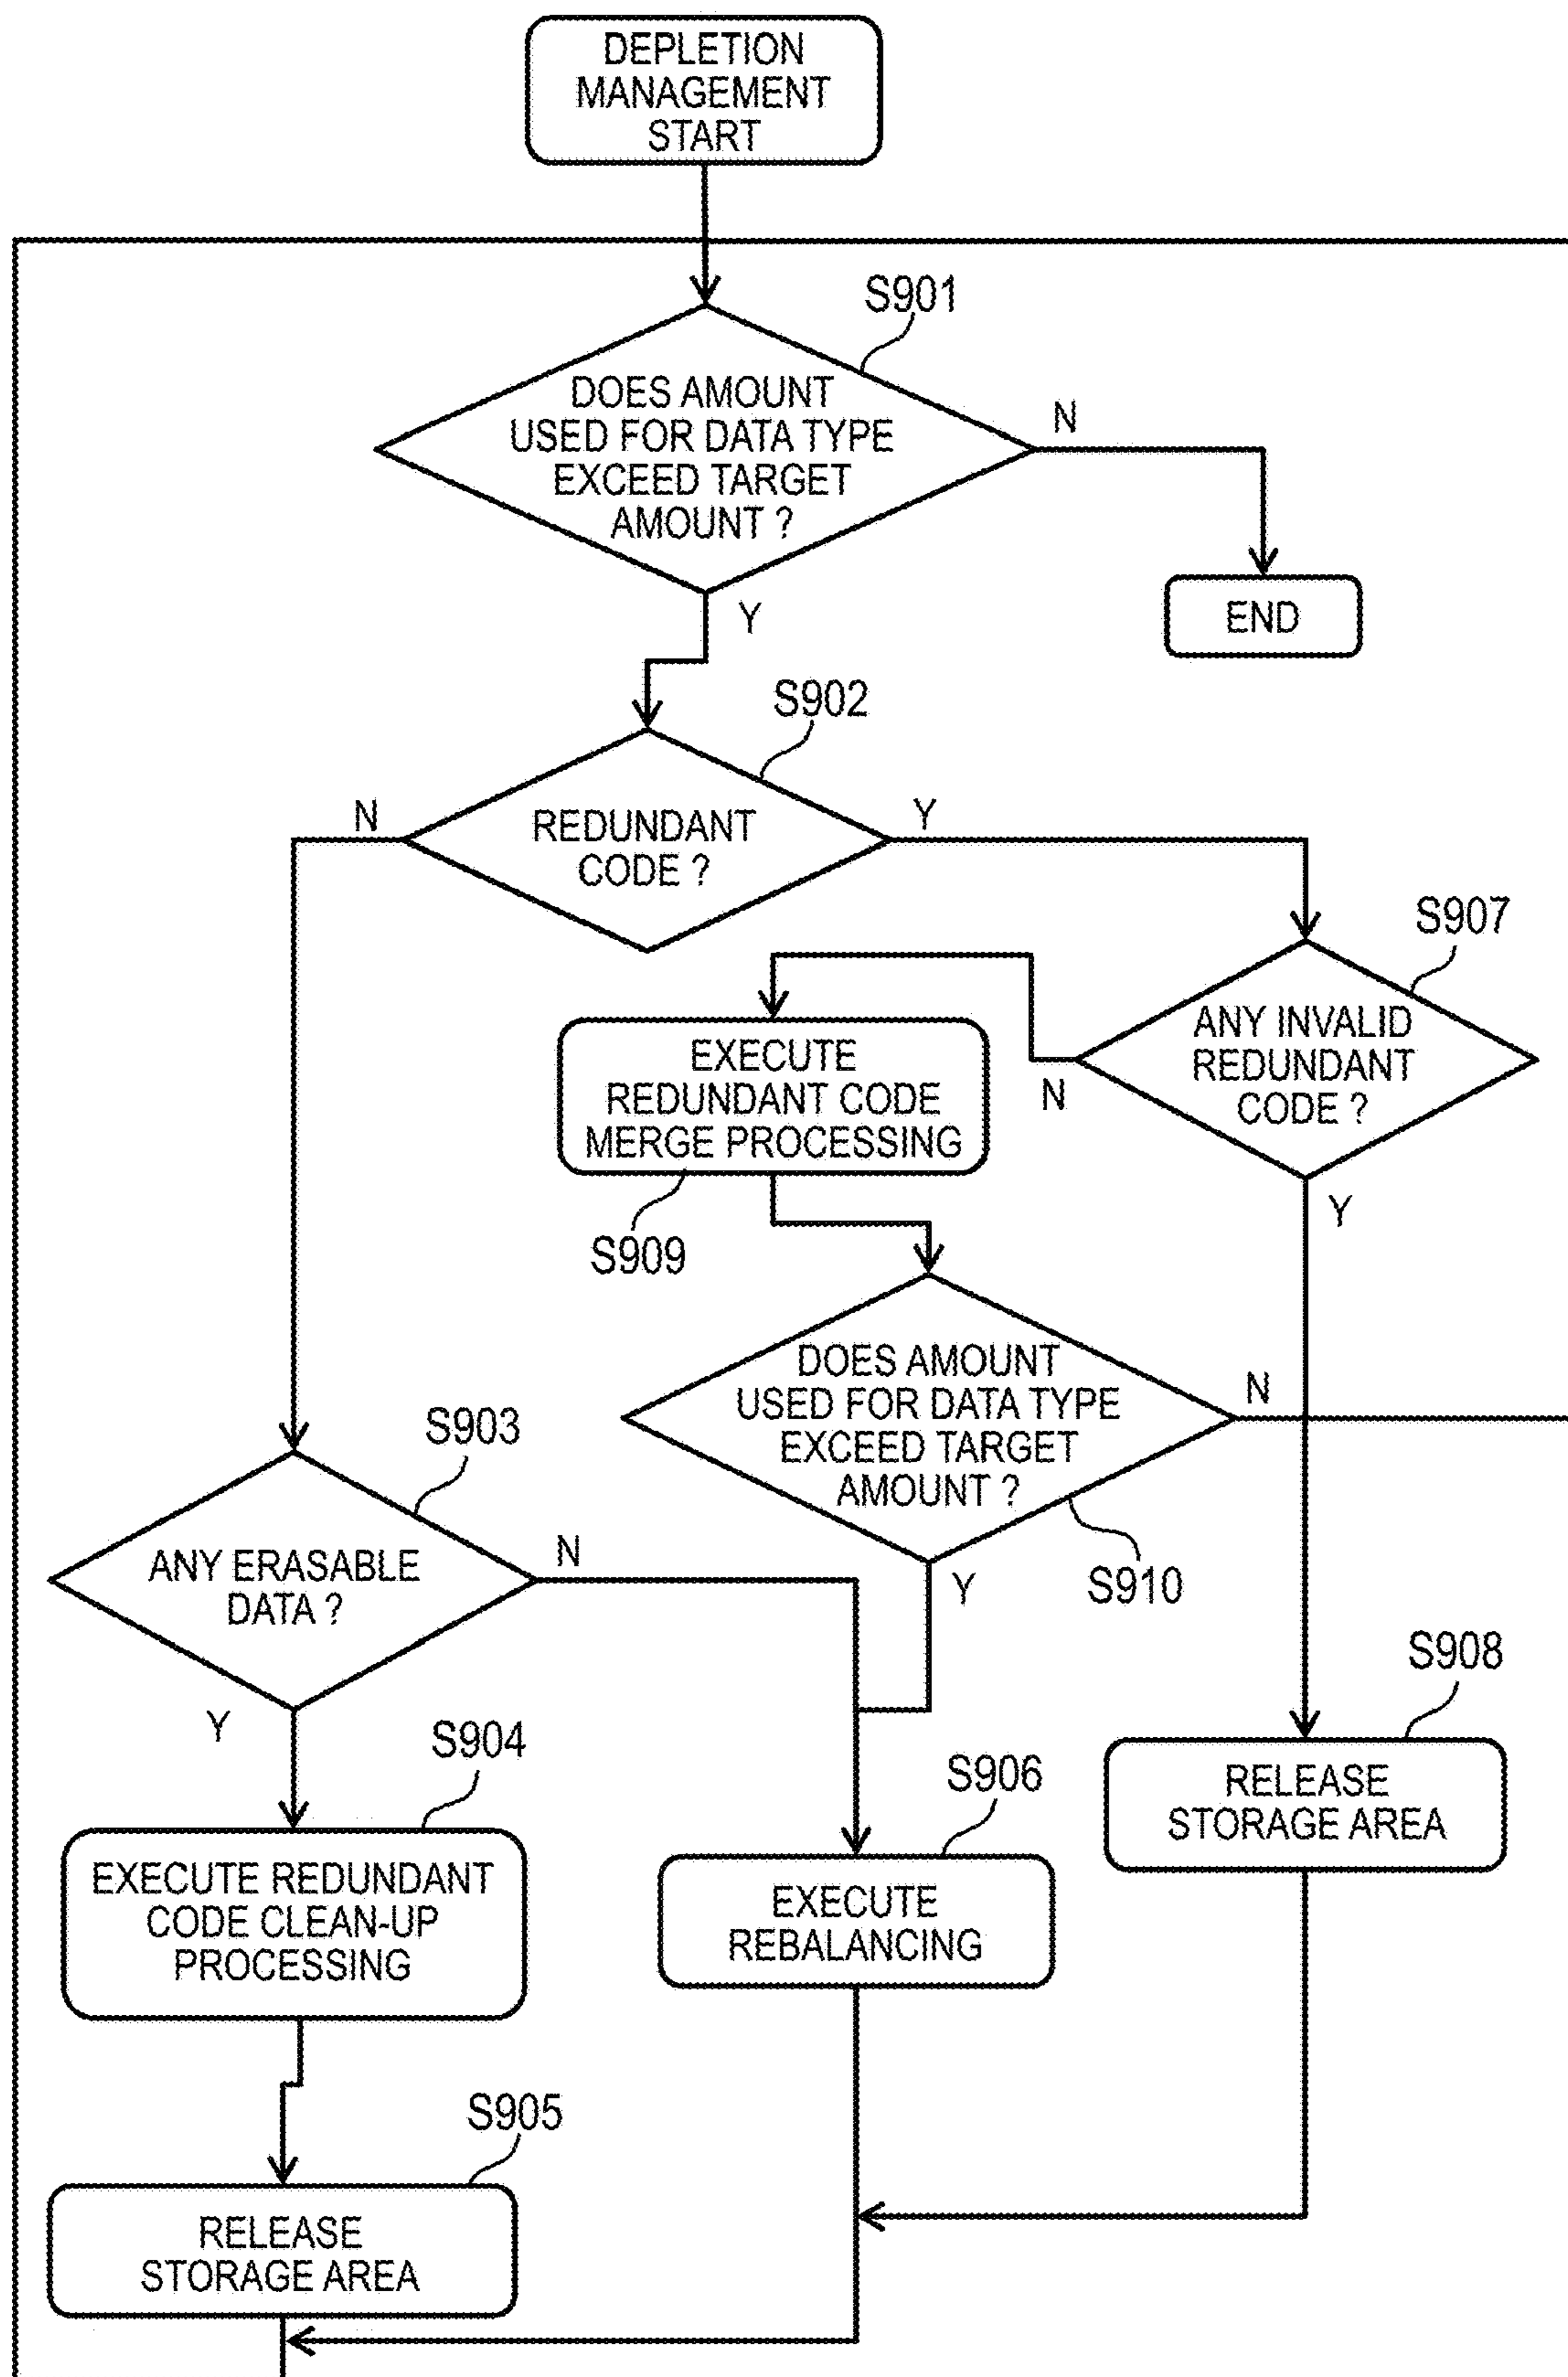 DEPLETION
MANAGEMENT
START
S901
DOES AMOUNT
USED FOR DATA TYPE
EXCEED TARGET
AMOUNT ?
N
END
Y
S902
N
REDUNDANT
CODE ?
Y
S907
ANY INVALID
REDUNDANT
CODE ?
N
Y
EXECUTE
REDUNDANT CODE
MERGE PROCESSING
S909
DOES AMOUNT
USED FOR DATA TYPE
EXCEED TARGET
AMOUNT ?
N
Y
S910
S903
ANY ERASABLE
DATA ?
N
Y
S904
EXECUTE REDUNDANT
CODE CLEAN-UP
PROCESSING
S906
EXECUTE
REBALANCING
S908
RELEASE
STORAGE AREA
S905
RELEASE
STORAGE AREA